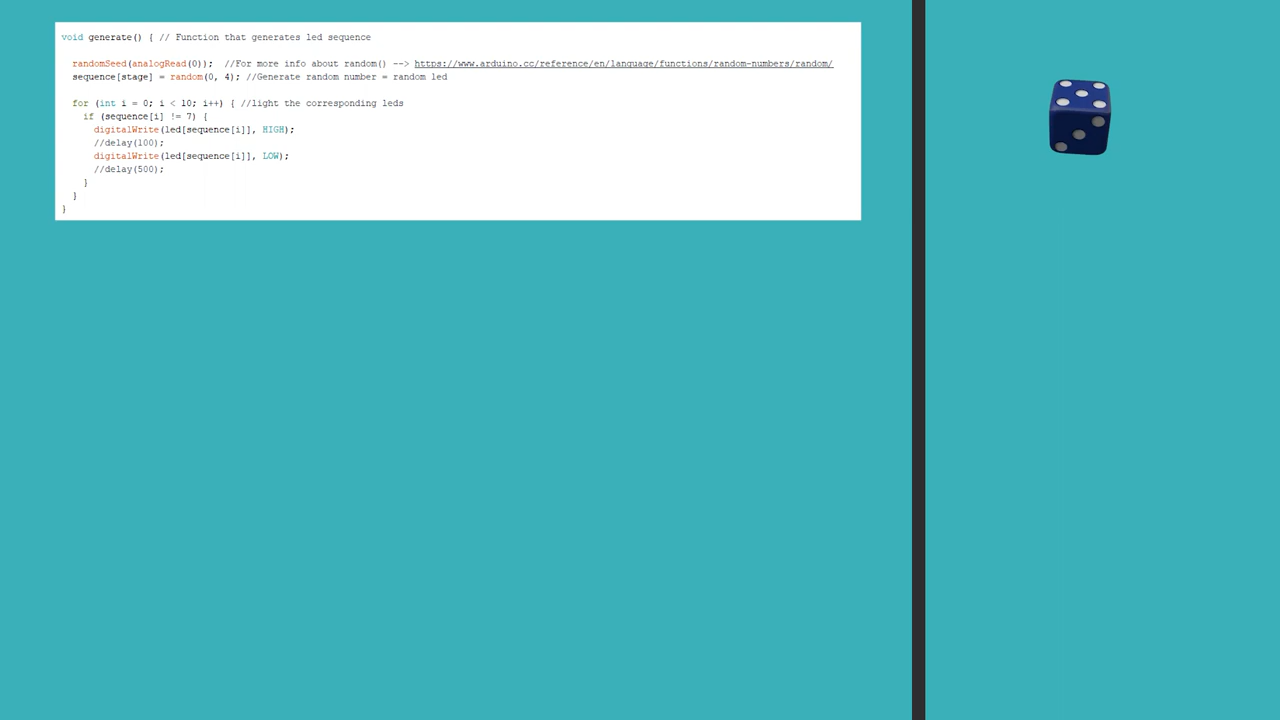 void generate() { // Function that generates led sequence
randomSeed(analogRead(0)); //For more info about random() --> https://www.arduino.cc/reference/en/language/functions/random-numbers/random/
sequence[stage] = random(0, 4); //Generate random number = random led
for (int i = 0; i < 10; i++) { //light the corresponding leds
if (sequence[i] != 7) {
digitalWrite(led[sequence[i]], HIGH);
//delay(100);
digitalWrite(led[sequence[i]], LOW);
//delay(500);
}
}
}